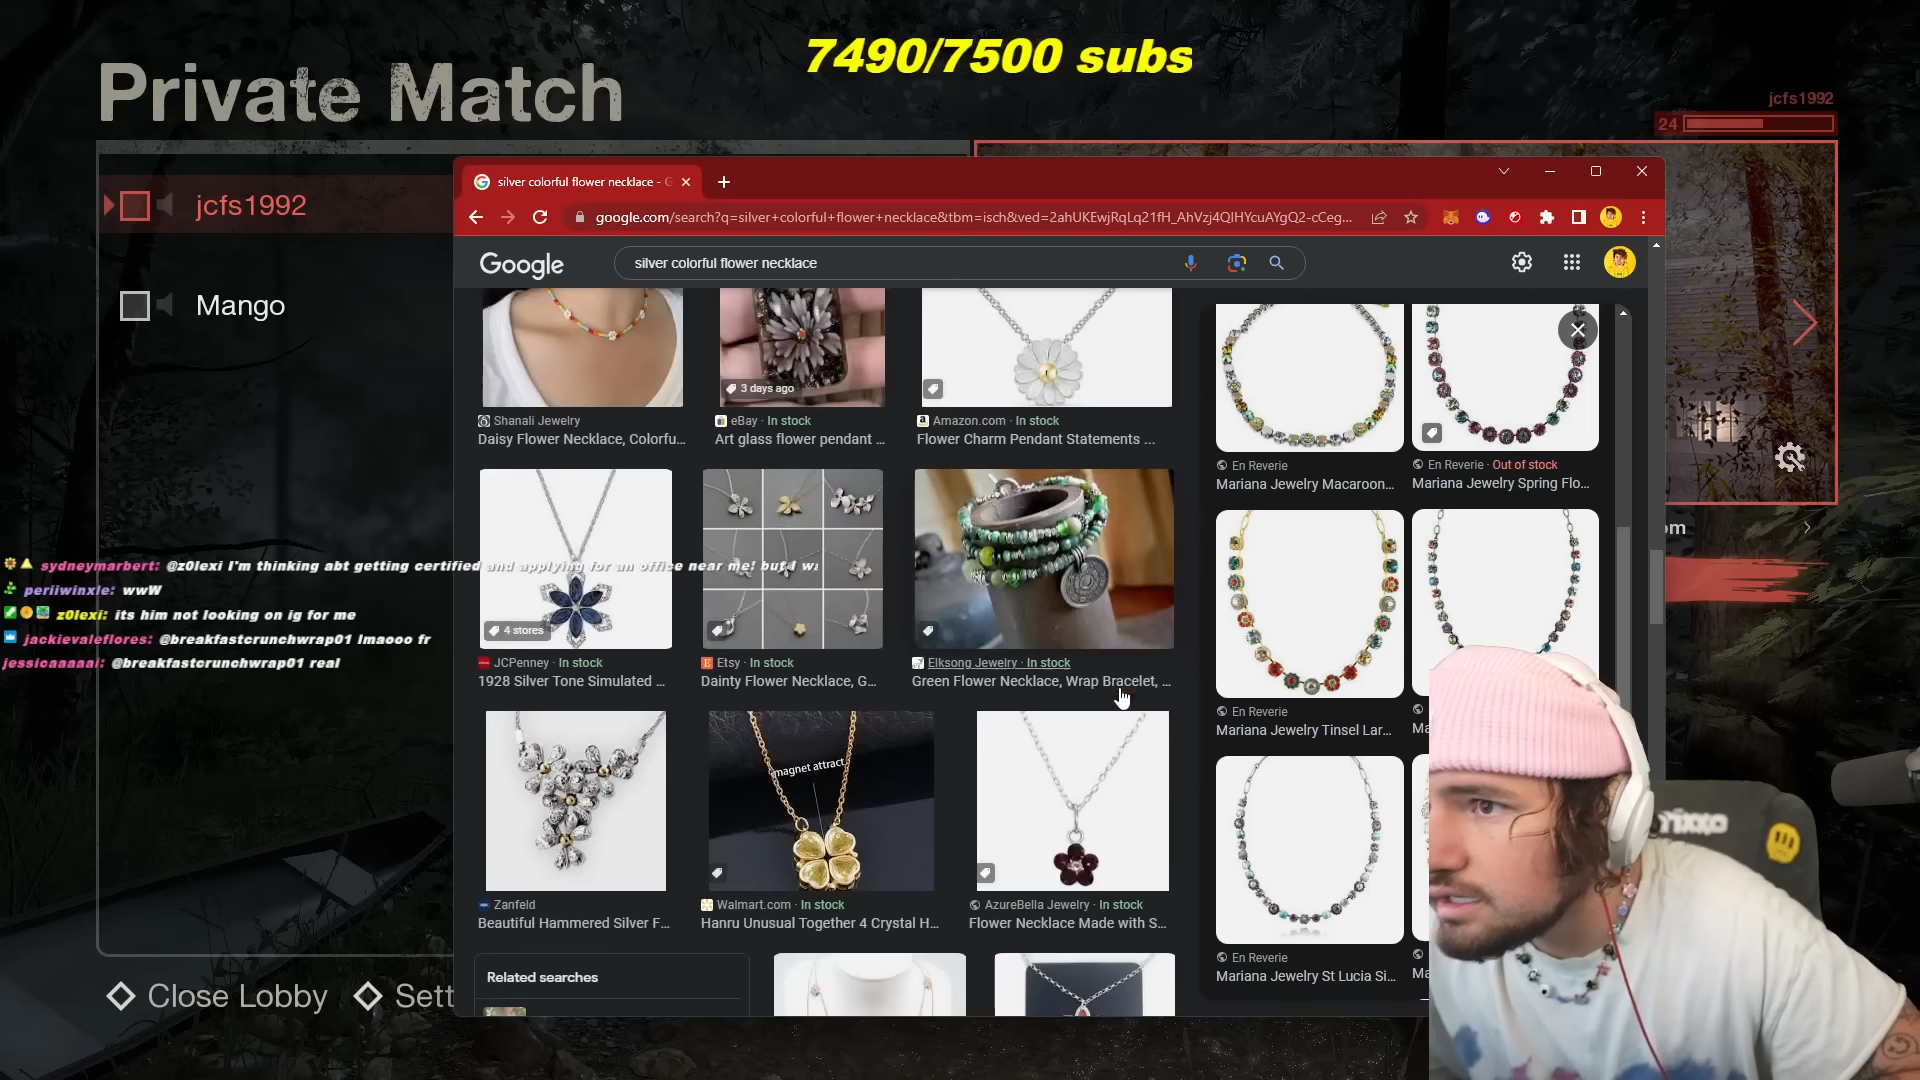 7490/7500 subs
Private Match
jcfs1992
24
jcfs1992
Mango
silver colorful flower necklace - G
google.com/search?q=silver+colorful+flower+necklace&tbm=isch&ved=2ahUKEwjRqLq21fH_AhVzj4QIHYcuAYgQ2-cCeg...
Google
silver colorful flower necklace
3 days ago
Shanali Jewelry
Daisy Flower Necklace, Colorfu...
eBay · In stock
Art glass flower pendant ...
Amazon.com · In stock
Flower Charm Pendant Statements ...
En Reverie
Mariana Jewelry Macaroon...
En Reverie · Out of stock
Mariana Jewelry Spring Flo...
om
sydneymarbert: @z0lexi I'm thinking abt getting certified and applying for an office near me! but I wa
periiwinxle: wwW
z0lexi: its him not looking on ig for me
jackievaleflores: @breakfastcrunchwrap01 lmaooo fr
jessicaaaaai: @breakfastcrunchwrap01 real
4 stores
JCPenney · In stock
1928 Silver Tone Simulated ...
Etsy · In stock
Dainty Flower Necklace, G...
Elksong Jewelry · In stock
Green Flower Necklace, Wrap Bracelet, ...
En Reverie
Mariana Jewelry Tinsel Lar...
Ma
magnet attract
Zanfeld
Beautiful Hammered Silver F...
Walmart.com · In stock
Hanru Unusual Together 4 Crystal H...
AzureBella Jewelry · In stock
Flower Necklace Made with S...
En Reverie
Mariana Jewelry St Lucia Si...
Ma
Related searches
Close Lobby
Sett